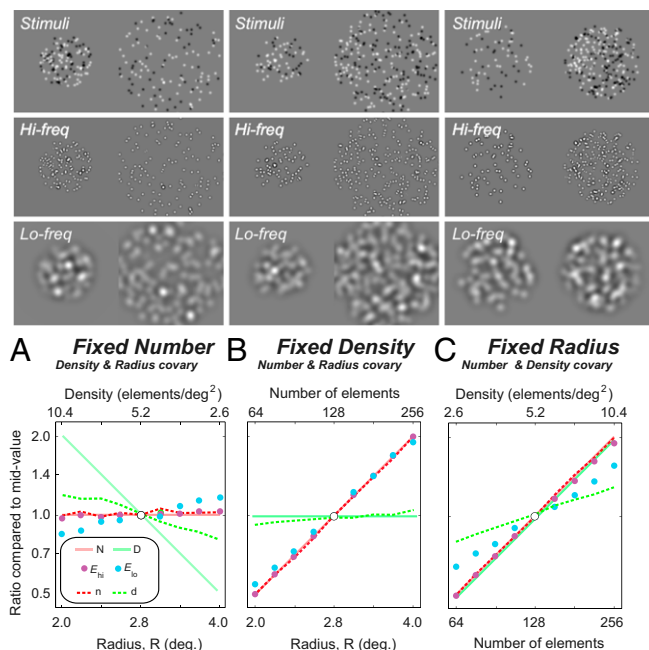 Stimuli Stimuli Stimuli
Hi-freq Hi-freq Hi-freq
Lo-freq Lo-freq Lo-freq
A Fixed Number B Fixed Density C Fixed Radius
Density & Radius covary Number & Radius covary Number & Density covary
Density (elements/deg2) Number of elements Density (elements/deg2)
10.4 5.2 2.6 64 128 256 2.6 5.2 10.4
Ratio compared to mid-value
2.0
1.4
1.0
0.7
0.5
N D
Ehi Elo
n d
2.0 2.8 4.0 2.0 2.8 4.0 64 128 256
Radius, R (deg.) Radius, R (deg.) Number of elements